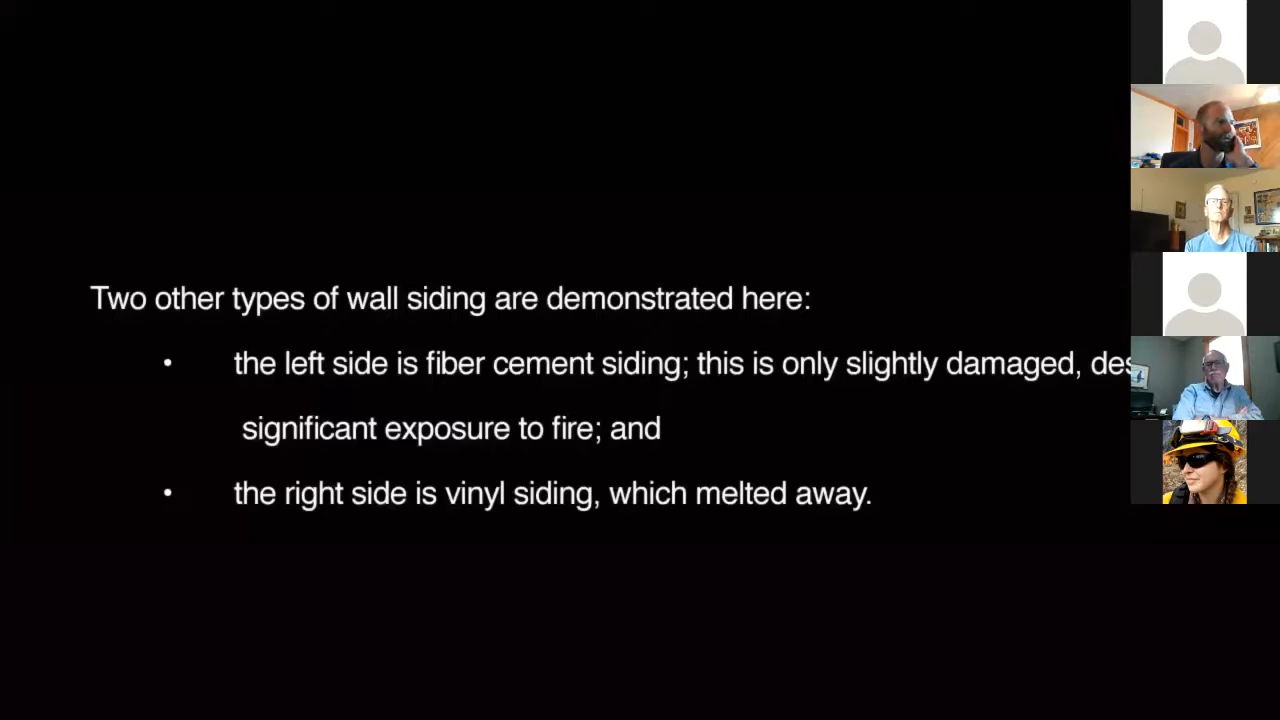 Two other types of wall siding are demonstrated here:
• the left side is fiber cement siding; this is only slightly damaged,
significant exposure to fire; and
• the right side is vinyl siding, which melted away.